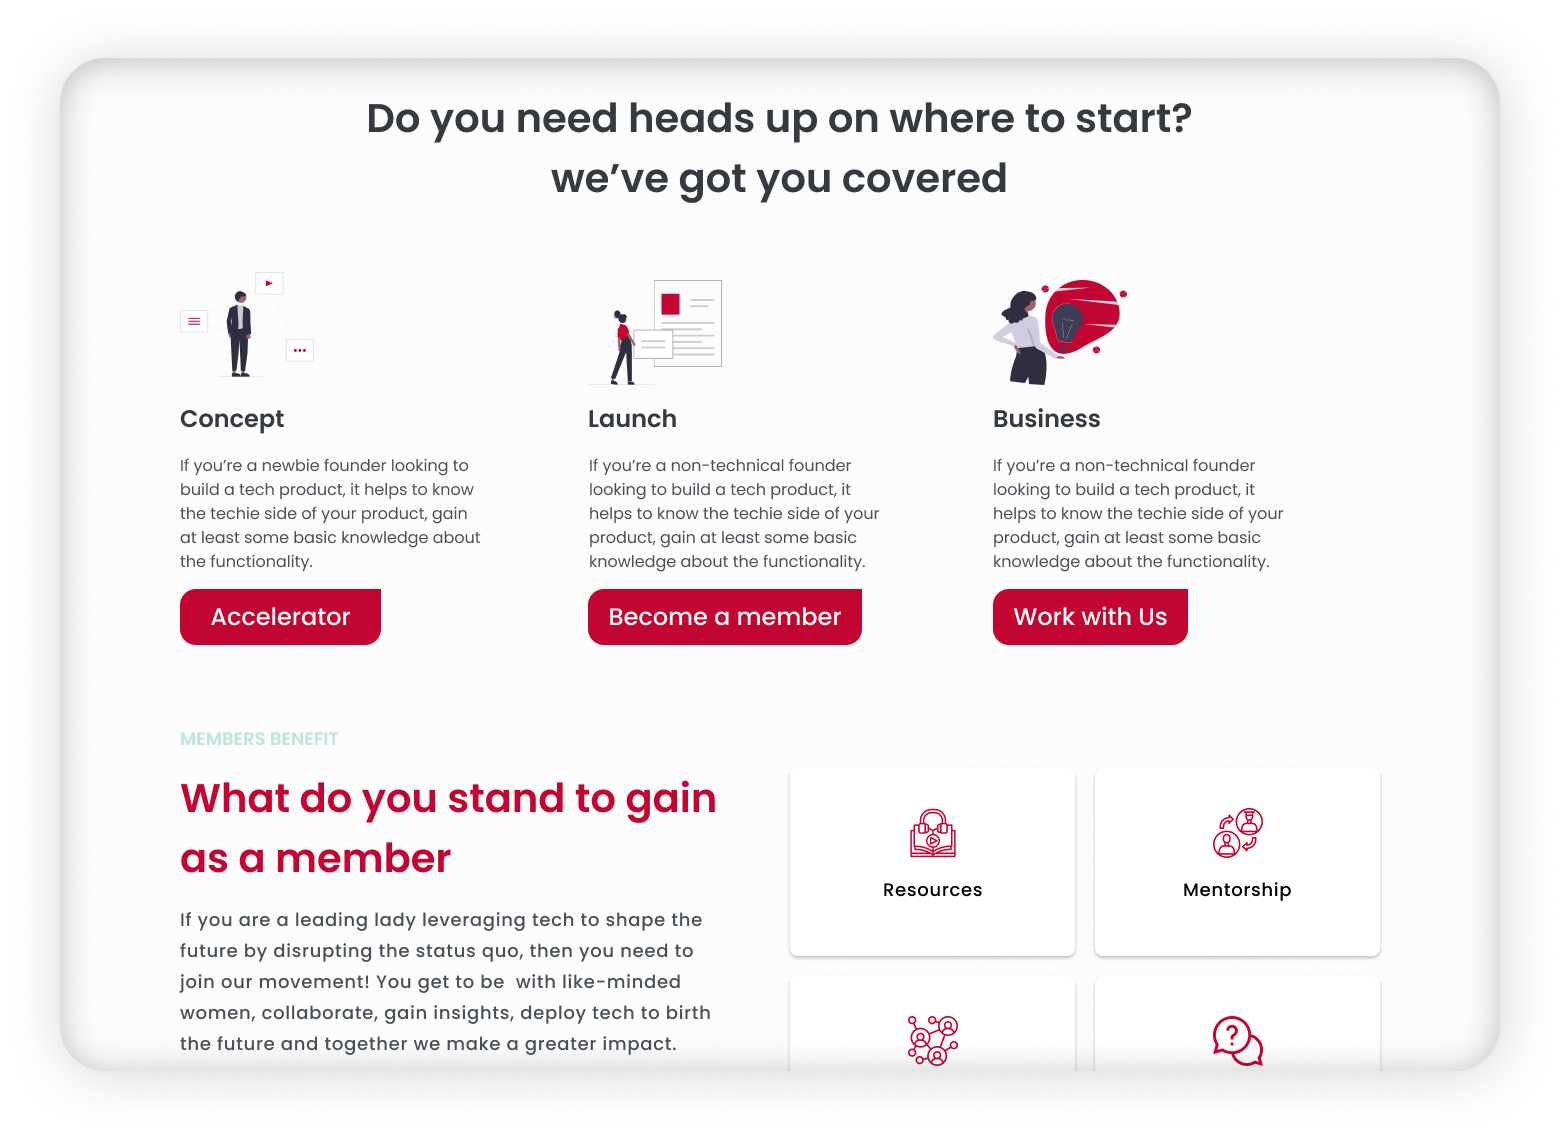 Do you need heads up on where to start?
we’ve got you covered
Concept
If you’re a newbie founder looking to
build a tech product, it helps to know
the techie side of your product, gain
at least some basic knowledge about
the functionality.
Accelerator
Launch
If you’re a non-technical founder
looking to build a tech product, it
helps to know the techie side of your
product, gain at least some basic
knowledge about the functionality.
Become a member
Business
If you’re a non-technical founder
looking to build a tech product, it
helps to know the techie side of your
product, gain at least some basic
knowledge about the functionality.
Work with Us
MEMBERS BENEFIT
What do you stand to gain
as a member
If you are a leading lady leveraging tech to shape the
future by disrupting the status quo, then you need to
join our movement! You get to be  with like-minded
women, collaborate, gain insights, deploy tech to birth
the future and together we make a greater impact.
Resources
Mentorship
?